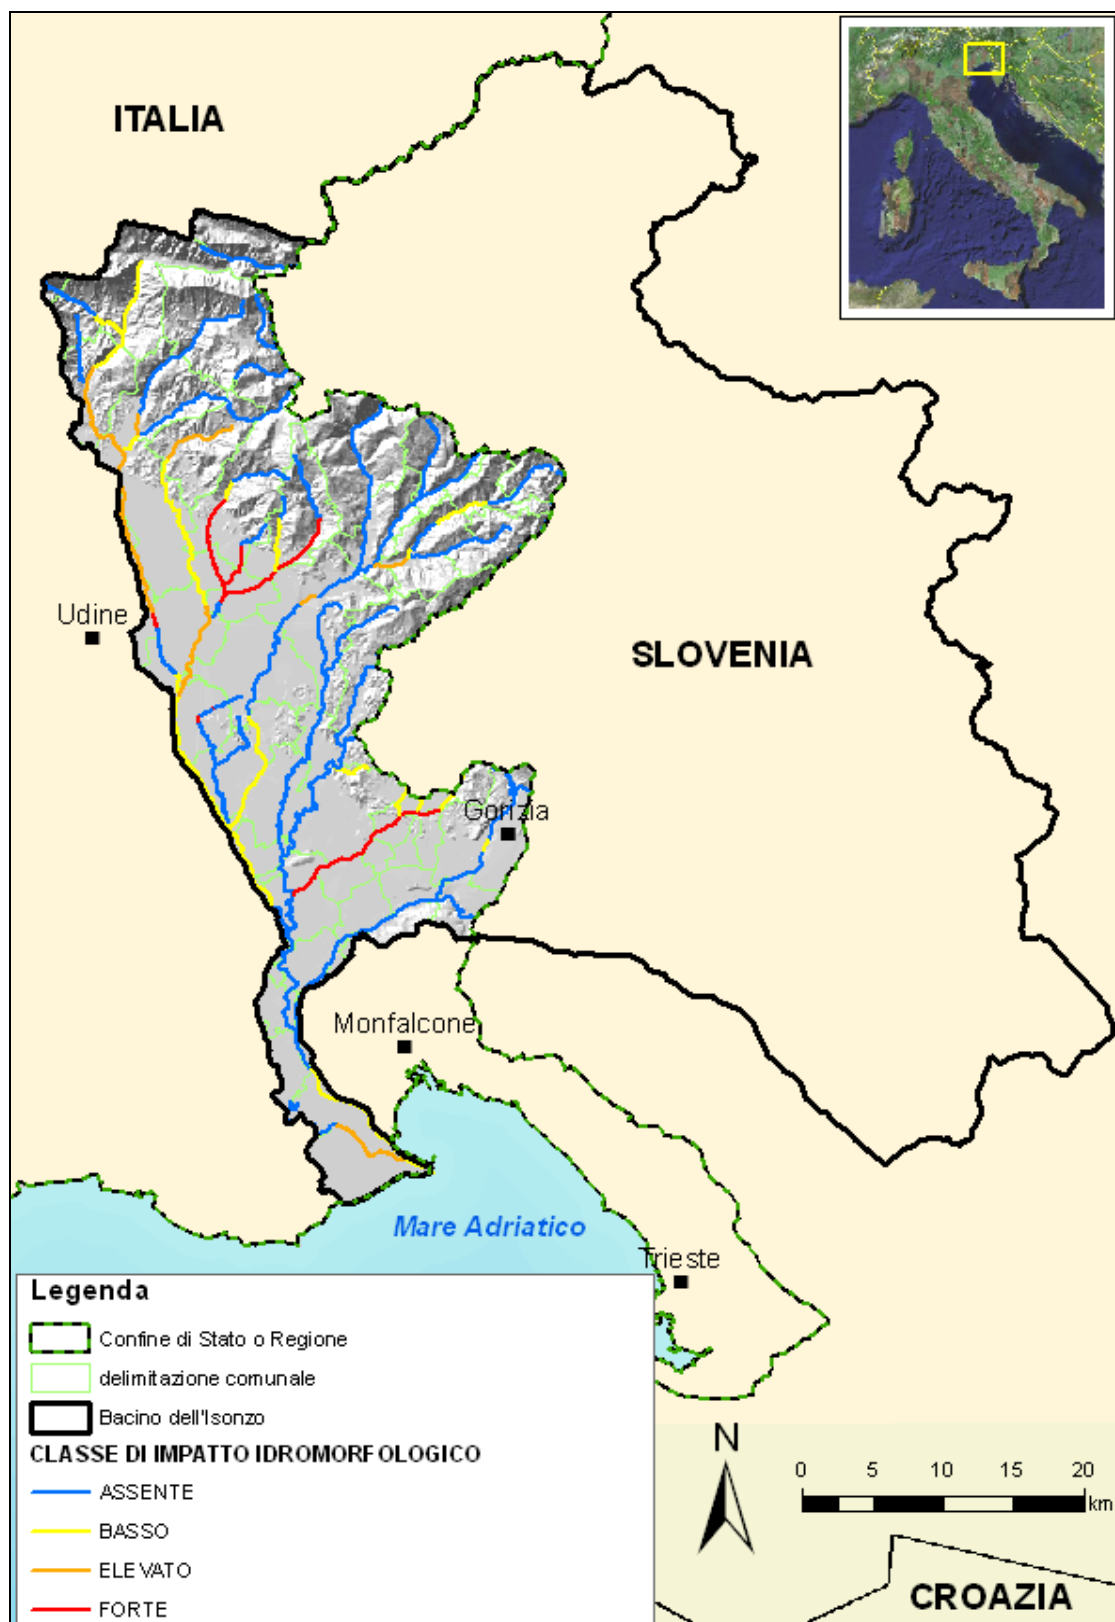 ITALIA
Udine
SLOVENIA
Gorizia
Monfalcone
Mare Adriatico
Trieste
Legenda
Confine di Stato o Regione
delimitazione comunale
Bacino dell'Isonzo
CLASSE DI IMPATTO IDROMORFOLOGICO
ASSENTE
BASSO
ELEVATO
FORTE
N
0 5 10 15 20
km
CROAZIA